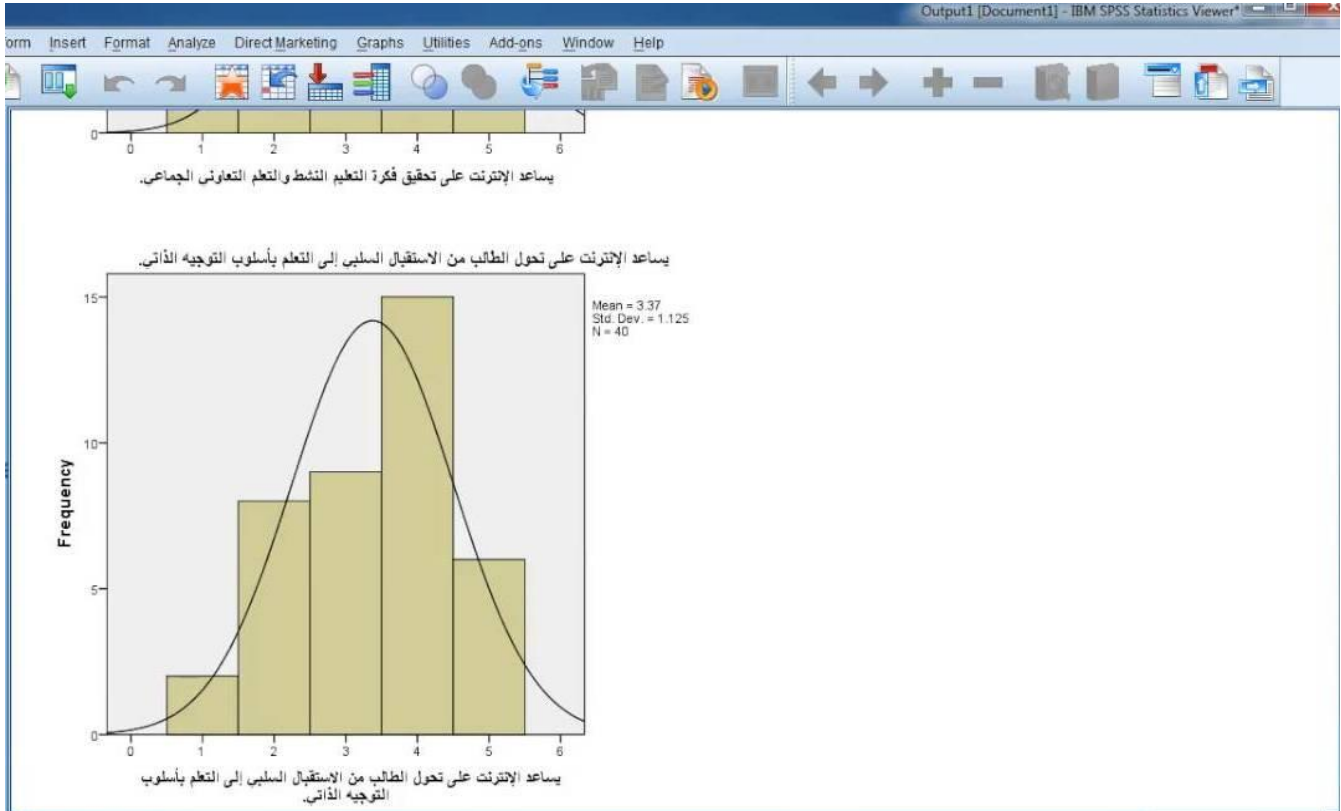 Output1 [Document1] - IBM SPSS Statistics Viewer*
orm Insert Format Analyze Direct Marketing Graphs Utilities Add-ons Window Help
0
0 1 2 3 4 5 6
يساعد الإنترنت على تحقيق فكرة التعليم النشط والتعلم التعاوني الجماعي.
يساعد الإنترنت على تحول الطالب من الاستقبال السلبي إلى التعلم بأسلوب التوجيه الذاتي.
Mean = 3.37
Std. Dev. = 1.125
N = 40
Frequency
15
10
5
0
0 1 2 3 4 5 6
يساعد الإنترنت على تحول الطالب من الاستقبال السلبي إلى التعلم بأسلوب
التوجيه الذاتي.